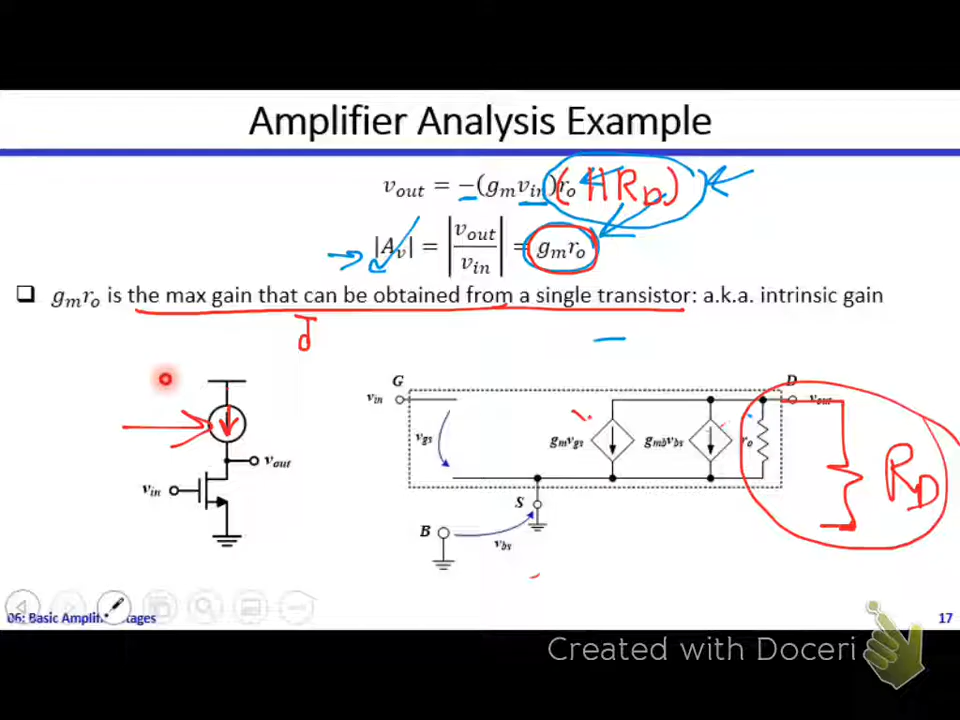 Amplifier Analysis Example
v_out = −(g_m v_in)r_o (∥R_D)
|A_v| = |v_out / v_in| = g_m r_o
❑ g_m r_o is the max gain that can be obtained from a single transistor: a.k.a. intrinsic gain
G D
v_in v_out
v_gs g_m v_gs g_mb v_bs r_o R_D
v_out
v_in
S
B
v_bs
06: Basic Amplifier Stages 17
Created with Doceri